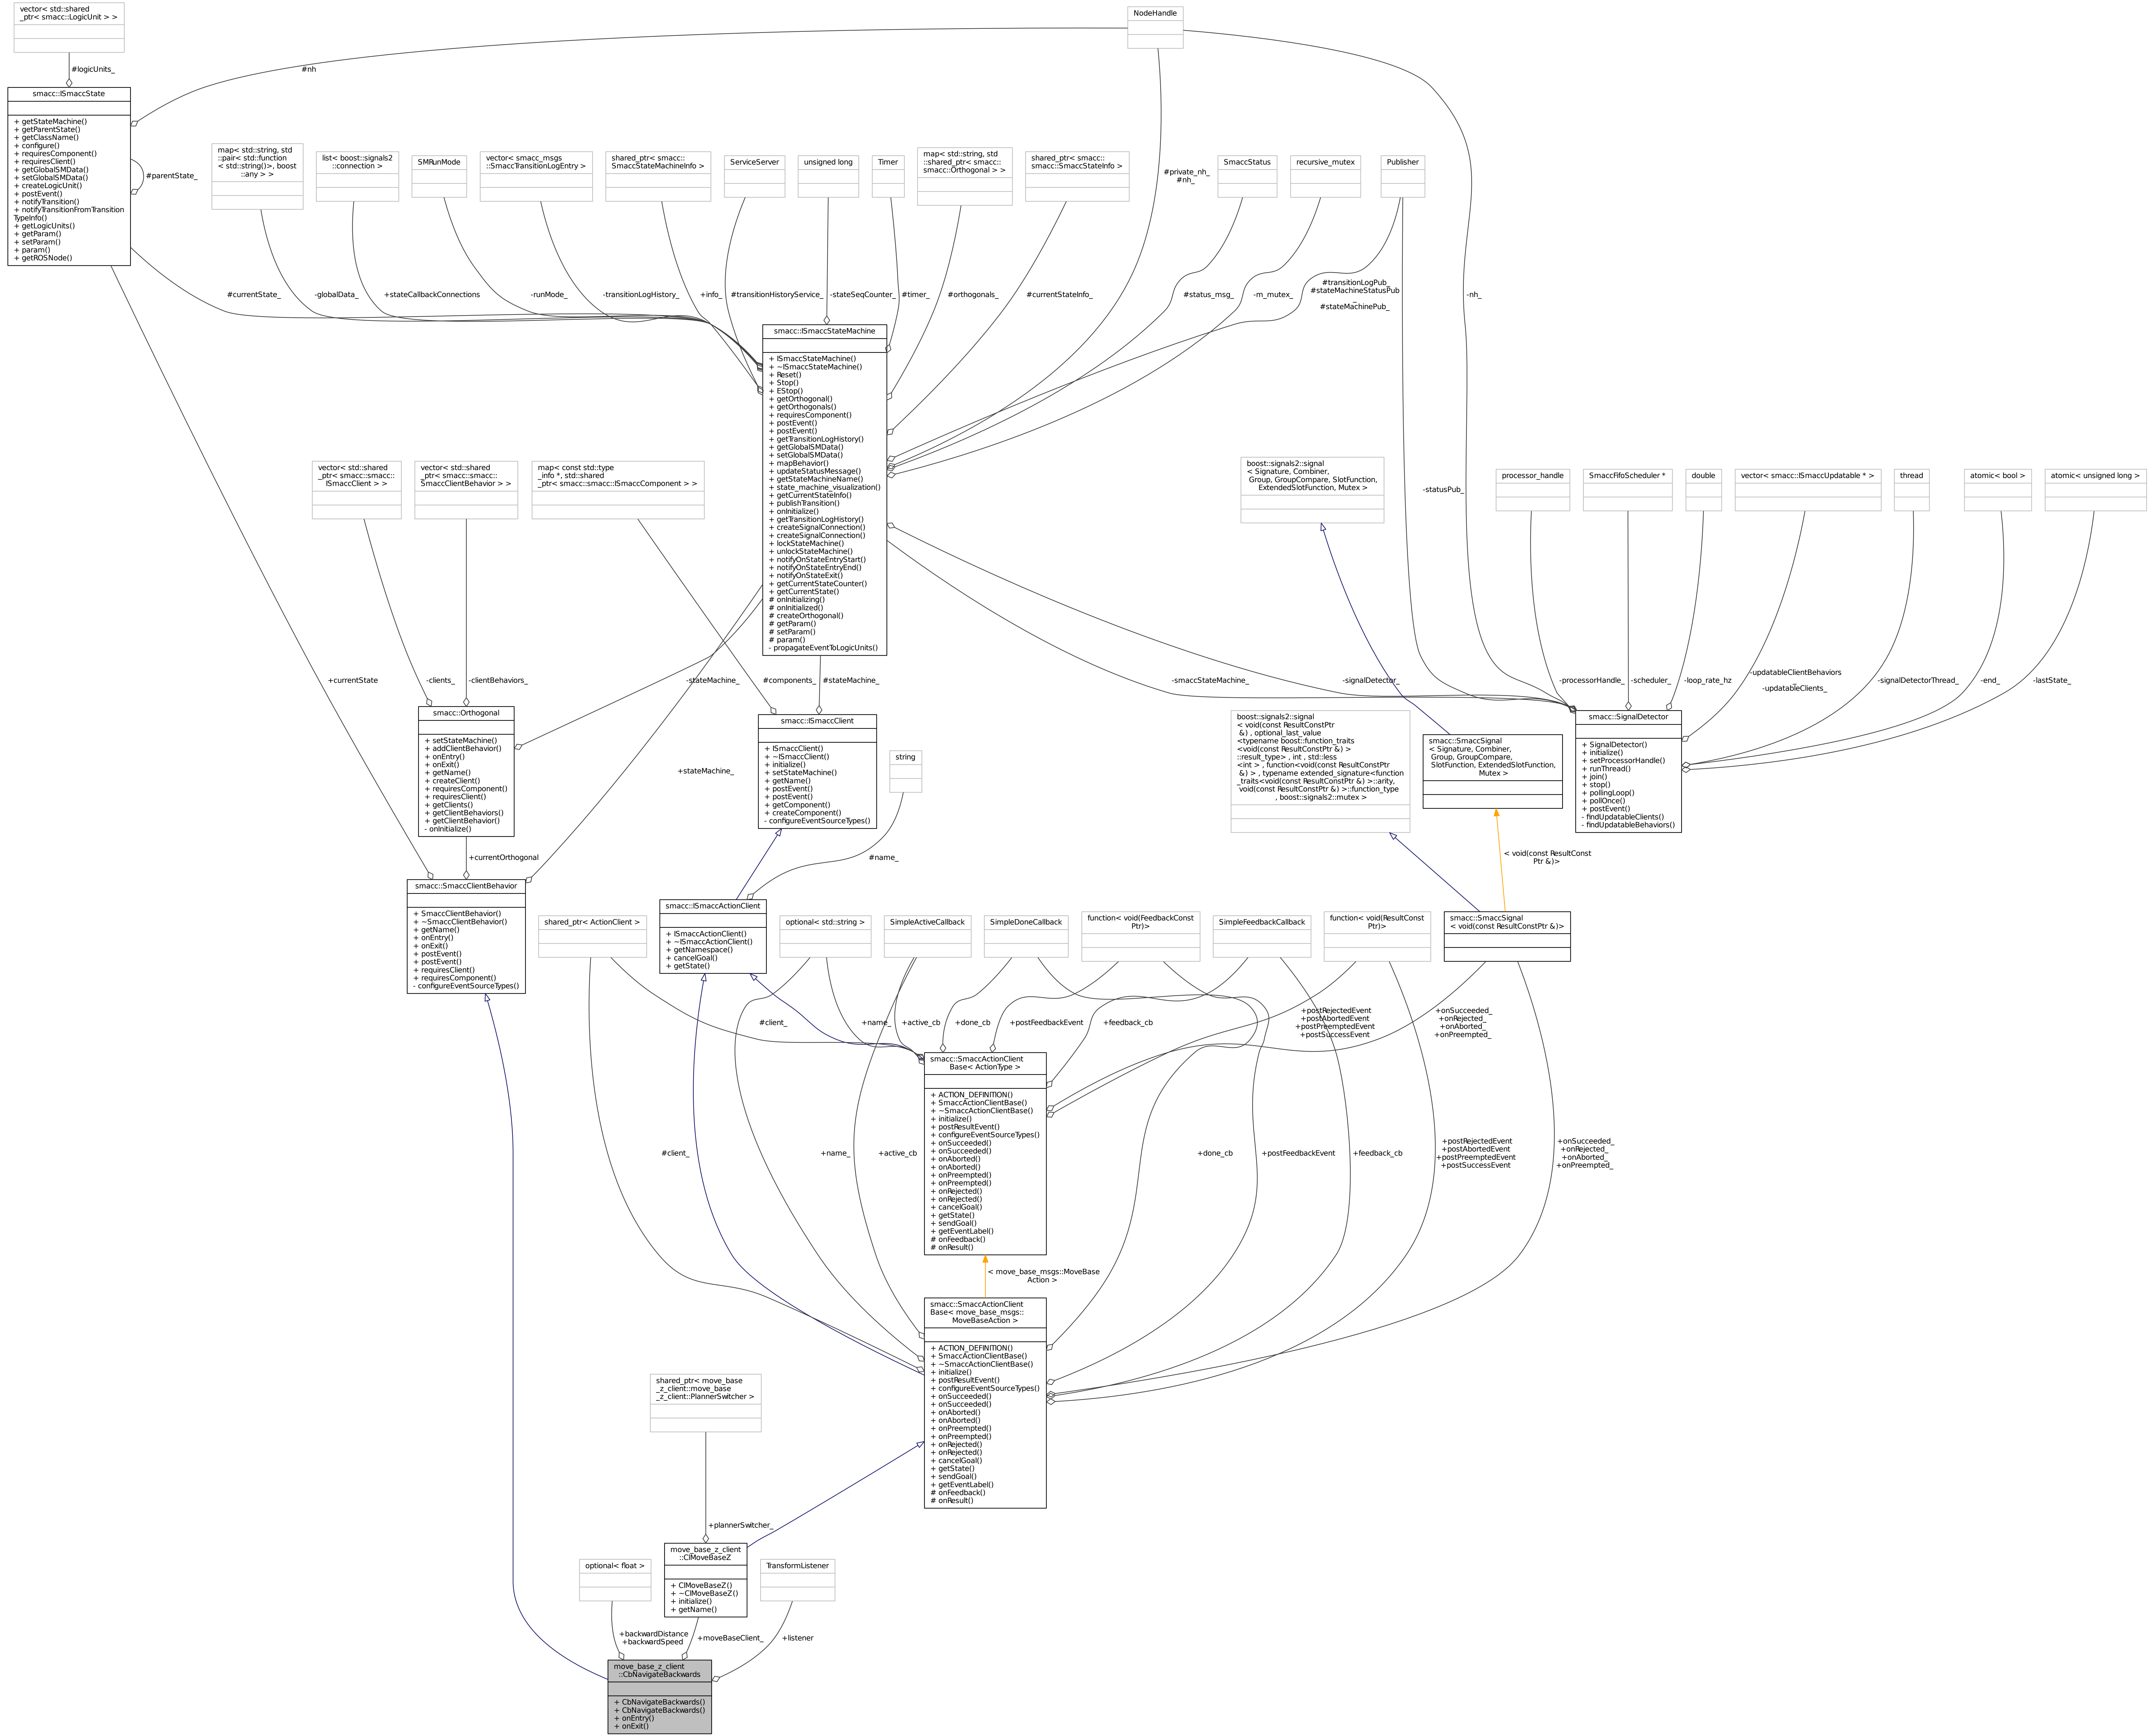 vector< std::shared
_ptr< smacc::LogicUnit > >
NodeHandle
#logicUnits_
#nh
smacc::ISmaccState
+ getStateMachine()
+ getParentState()
+ getClassName()
+ configure()
+ requiresComponent()
+ requiresClient()
+ getGlobalSMData()
+ setGlobalSMData()
+ createLogicUnit()
+ postEvent()
+ notifyTransition()
+ notifyTransitionFromTransition
TypeInfo()
+ getLogicUnits()
+ getParam()
+ setParam()
+ param()
+ getROSNode()
#parentState_
map< std::string, std
::pair< std::function
< std::string()>, boost
::any > >
list< boost::signals2
::connection >
SMRunMode
vector< smacc_msgs
::SmaccTransitionLogEntry >
shared_ptr< smacc::
SmaccStateMachineInfo >
ServiceServer
unsigned long
Timer
map< std::string, std
::shared_ptr< smacc::
smacc::Orthogonal > >
shared_ptr< smacc::
smacc::SmaccStateInfo >
#private_nh_
#nh_
SmaccStatus
recursive_mutex
Publisher
#currentState_
-globalData_
+stateCallbackConnections
-runMode_
-transitionLogHistory_
+info_
#transitionHistoryService_
-stateSeqCounter_
#timer_
#orthogonals_
#currentStateInfo_
#status_msg_
-m_mutex_
#transitionLogPub_
#stateMachineStatusPub
_
#stateMachinePub_
-nh_
smacc::ISmaccStateMachine
+ ISmaccStateMachine()
+ ~ISmaccStateMachine()
+ Reset()
+ Stop()
+ EStop()
+ getOrthogonal()
+ getOrthogonals()
+ requiresComponent()
+ postEvent()
+ postEvent()
+ getTransitionLogHistory()
+ getGlobalSMData()
+ setGlobalSMData()
+ mapBehavior()
+ updateStatusMessage()
+ getStateMachineName()
+ state_machine_visualization()
+ getCurrentStateInfo()
+ publishTransition()
+ onInitialize()
+ getTransitionLogHistory()
+ createSignalConnection()
+ createSignalConnection()
+ lockStateMachine()
+ unlockStateMachine()
+ notifyOnStateEntryStart()
+ notifyOnStateEntryEnd()
+ notifyOnStateExit()
+ getCurrentStateCounter()
+ getCurrentState()
# onInitializing()
# onInitialized()
# createOrthogonal()
# getParam()
# setParam()
# param()
- propagateEventToLogicUnits()
vector< std::shared
_ptr< smacc::smacc::
ISmaccClient > >
vector< std::shared
_ptr< smacc::smacc::
SmaccClientBehavior > >
map< const std::type
_info *, std::shared
_ptr< smacc::smacc::ISmaccComponent > >
boost::signals2::signal
< Signature, Combiner,
Group, GroupCompare, SlotFunction,
ExtendedSlotFunction, Mutex >
-statusPub_
processor_handle
SmaccFifoScheduler *
double
vector< smacc::ISmaccUpdatable * >
thread
atomic< bool >
atomic< unsigned long >
+currentState
-clients_
-clientBehaviors_
-stateMachine_
#components_
#stateMachine_
-smaccStateMachine_
-signalDetector_
-processorHandle_
-scheduler_
-loop_rate_hz
-updatableClientBehaviors
_
-updatableClients_
-signalDetectorThread_
-end_
-lastState_
smacc::Orthogonal
+ setStateMachine()
+ addClientBehavior()
+ onEntry()
+ onExit()
+ getName()
+ createClient()
+ requiresComponent()
+ requiresClient()
+ getClients()
+ getClientBehaviors()
+ getClientBehavior()
- onInitialize()
+stateMachine_
smacc::ISmaccClient
+ ISmaccClient()
+ ~ISmaccClient()
+ initialize()
+ setStateMachine()
+ getName()
+ postEvent()
+ postEvent()
+ getComponent()
+ createComponent()
- configureEventSourceTypes()
string
boost::signals2::signal
< void(const ResultConstPtr
&) , optional_last_value
<typename boost::function_traits
<void(const ResultConstPtr &) >
::result_type> , int , std::less
<int > , function<void(const ResultConstPtr
&) > , typename extended_signature<function
_traits<void(const ResultConstPtr &) >::arity,
void(const ResultConstPtr &) >::function_type
, boost::signals2::mutex >
smacc::SmaccSignal
< Signature, Combiner,
Group, GroupCompare,
SlotFunction, ExtendedSlotFunction,
Mutex >
smacc::SignalDetector
+ SignalDetector()
+ initialize()
+ setProcessorHandle()
+ runThread()
+ join()
+ stop()
+ pollingLoop()
+ pollOnce()
+ postEvent()
- findUpdatableClients()
- findUpdatableBehaviors()
+currentOrthogonal
#name_
< void(const ResultConst
Ptr &)>
smacc::SmaccClientBehavior
+ SmaccClientBehavior()
+ ~SmaccClientBehavior()
+ getName()
+ onEntry()
+ onExit()
+ postEvent()
+ postEvent()
+ requiresClient()
+ requiresComponent()
- configureEventSourceTypes()
shared_ptr< ActionClient >
smacc::ISmaccActionClient
+ ISmaccActionClient()
+ ~ISmaccActionClient()
+ getNamespace()
+ cancelGoal()
+ getState()
optional< std::string >
SimpleActiveCallback
SimpleDoneCallback
function< void(FeedbackConst
Ptr)>
SimpleFeedbackCallback
function< void(ResultConst
Ptr)>
smacc::SmaccSignal
< void(const ResultConstPtr &)>
#client_
+name_
+active_cb
+done_cb
+postFeedbackEvent
+feedback_cb
+postRejectedEvent
+postAbortedEvent
+postPreemptedEvent
+postSuccessEvent
+onSucceeded_
+onRejected_
+onAborted_
+onPreempted_
smacc::SmaccActionClient
Base< ActionType >
+ ACTION_DEFINITION()
+ SmaccActionClientBase()
+ ~SmaccActionClientBase()
+ initialize()
+ postResultEvent()
+ configureEventSourceTypes()
+ onSucceeded()
+ onSucceeded()
+ onAborted()
+ onAborted()
+ onPreempted()
+ onPreempted()
+ onRejected()
+ onRejected()
+ cancelGoal()
+ getState()
+ sendGoal()
+ getEventLabel()
# onFeedback()
# onResult()
#client_
+name_
+active_cb
+done_cb
+postFeedbackEvent
+feedback_cb
+postRejectedEvent
+postAbortedEvent
+postPreemptedEvent
+postSuccessEvent
+onSucceeded_
+onRejected_
+onAborted_
+onPreempted_
< move_base_msgs::MoveBase
Action >
smacc::SmaccActionClient
Base< move_base_msgs::
MoveBaseAction >
+ ACTION_DEFINITION()
+ SmaccActionClientBase()
+ ~SmaccActionClientBase()
+ initialize()
+ postResultEvent()
+ configureEventSourceTypes()
+ onSucceeded()
+ onSucceeded()
+ onAborted()
+ onAborted()
+ onPreempted()
+ onPreempted()
+ onRejected()
+ onRejected()
+ cancelGoal()
+ getState()
+ sendGoal()
+ getEventLabel()
# onFeedback()
# onResult()
shared_ptr< move_base
_z_client::move_base
_z_client::PlannerSwitcher >
+plannerSwitcher_
optional< float >
move_base_z_client
::ClMoveBaseZ
+ ClMoveBaseZ()
+ ~ClMoveBaseZ()
+ initialize()
+ getName()
TransformListener
+backwardDistance
+backwardSpeed
+moveBaseClient_
+listener
move_base_z_client
::CbNavigateBackwards
+ CbNavigateBackwards()
+ CbNavigateBackwards()
+ onEntry()
+ onExit()